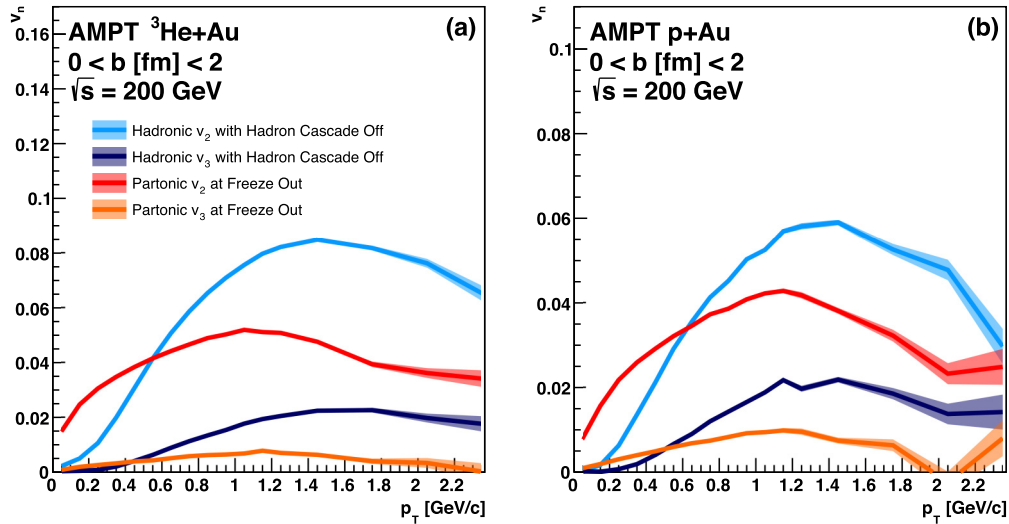 vₙ
0.16
0.14
0.12
0.1
0.08
0.06
0.04
0.02
0
AMPT ³He+Au
(a)
0 < b [fm] < 2
√s = 200 GeV
Hadronic v₂ with Hadron Cascade Off
Hadronic v₃ with Hadron Cascade Off
Partonic v₂ at Freeze Out
Partonic v₃ at Freeze Out
0 0.2 0.4 0.6 0.8 1 1.2 1.4 1.6 1.8 2 2.2
p_T [GeV/c]
vₙ
0.1
0.08
0.06
0.04
0.02
0
AMPT p+Au
(b)
0 < b [fm] < 2
√s = 200 GeV
0 0.2 0.4 0.6 0.8 1 1.2 1.4 1.6 1.8 2 2.2
p_T [GeV/c]